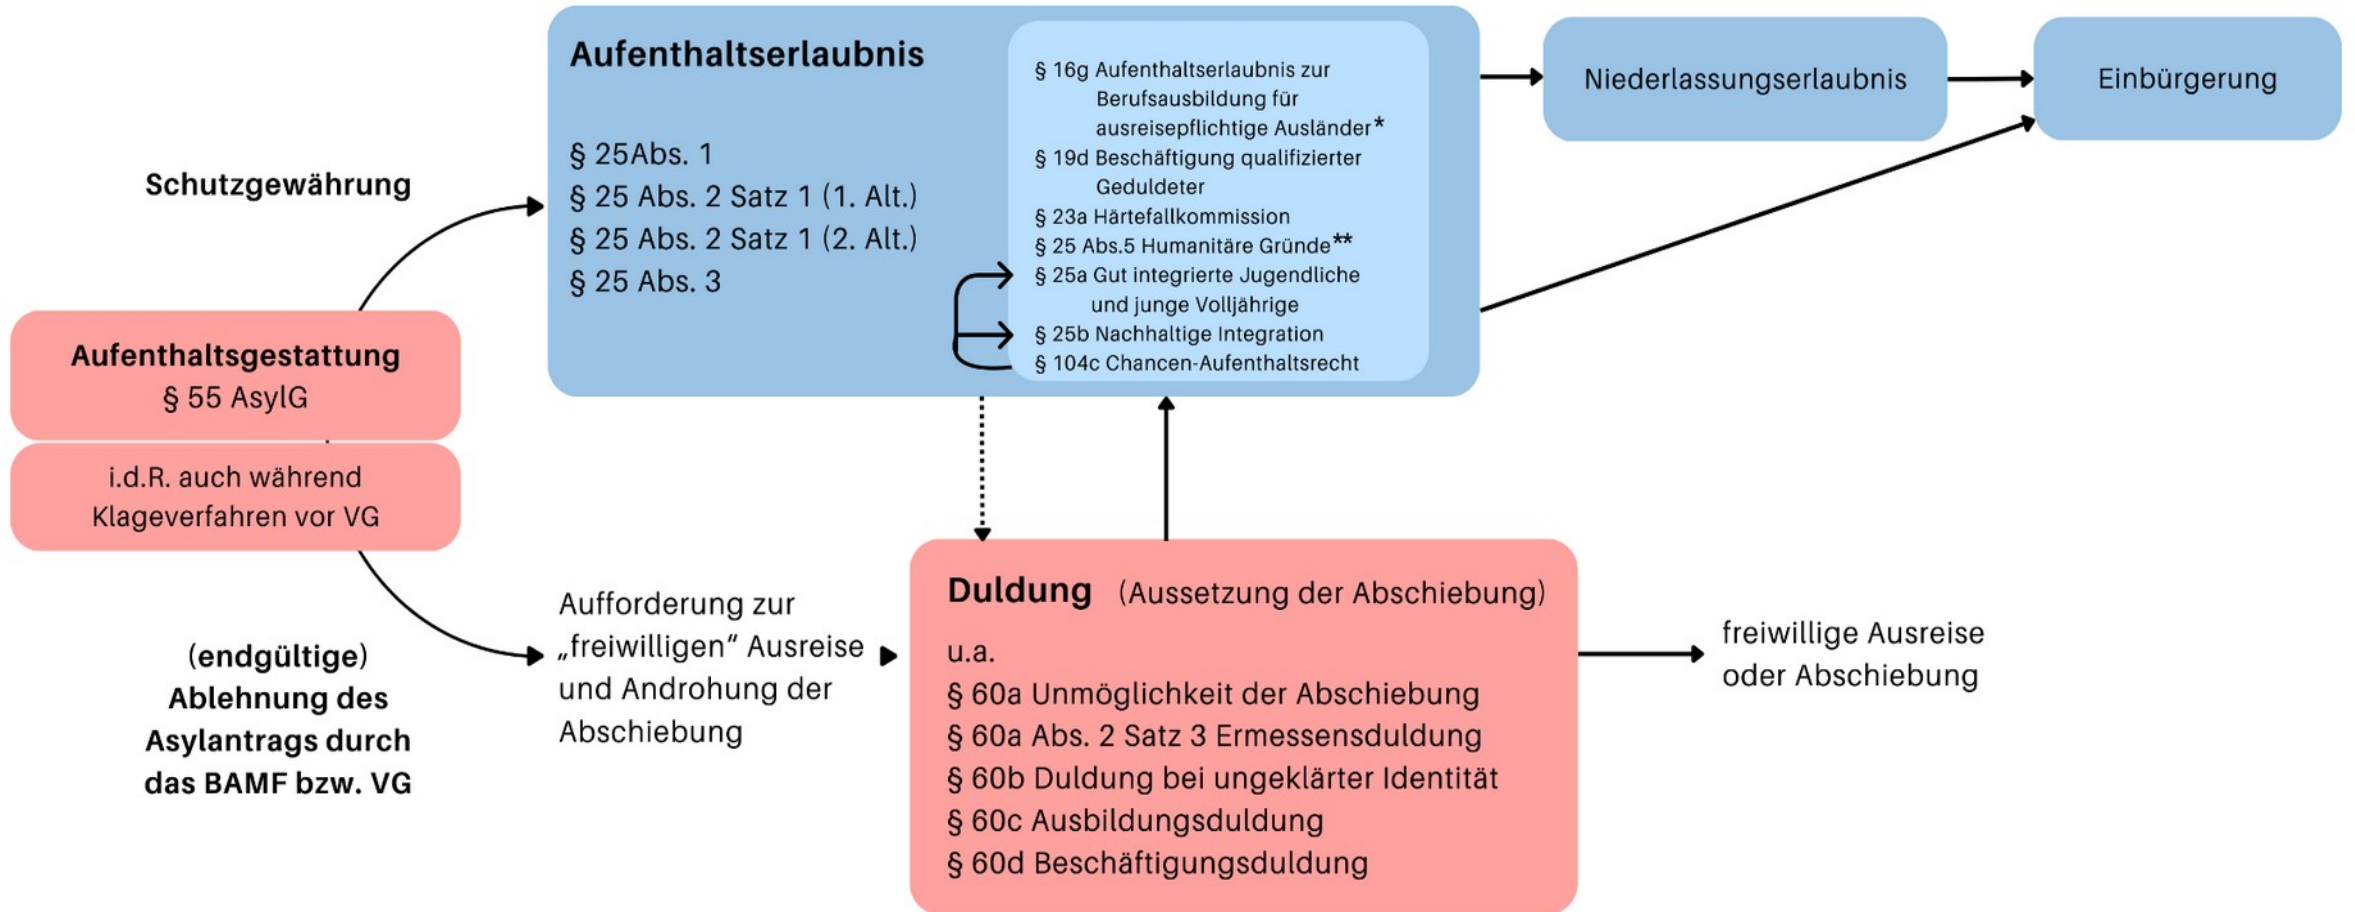 Schutzgewährung
Aufenthaltsgestattung
§ 55 AsylG
i.d.R. auch während
Klageverfahren vor VG
(endgültige)
Ablehnung des
Asylantrags durch
das BAMF bzw. VG
Aufenthaltserlaubnis
§ 25Abs. 1
§ 25 Abs. 2 Satz 1 (1. Alt.)
§ 25 Abs. 2 Satz 1 (2. Alt.)
§ 25 Abs. 3
§ 16g Aufenthaltserlaubnis zur
Berufsausbildung für
ausreisepflichtige Ausländer*
§ 19d Beschäftigung qualifizierter
Geduldeter
§ 23a Härtefallkommission
§ 25 Abs.5 Humanitäre Gründe**
§ 25a Gut integrierte Jugendliche
und junge Volljährige
§ 25b Nachhaltige Integration
§ 104c Chancen-Aufenthaltsrecht
Niederlassungserlaubnis
Einbürgerung
Aufforderung zur
„freiwilligen“ Ausreise
und Androhung der
Abschiebung
Duldung (Aussetzung der Abschiebung)
u.a.
§ 60a Unmöglichkeit der Abschiebung
§ 60a Abs. 2 Satz 3 Ermessensduldung
§ 60b Duldung bei ungeklärter Identität
§ 60c Ausbildungsduldung
§ 60d Beschäftigungsduldung
freiwillige Ausreise
oder Abschiebung